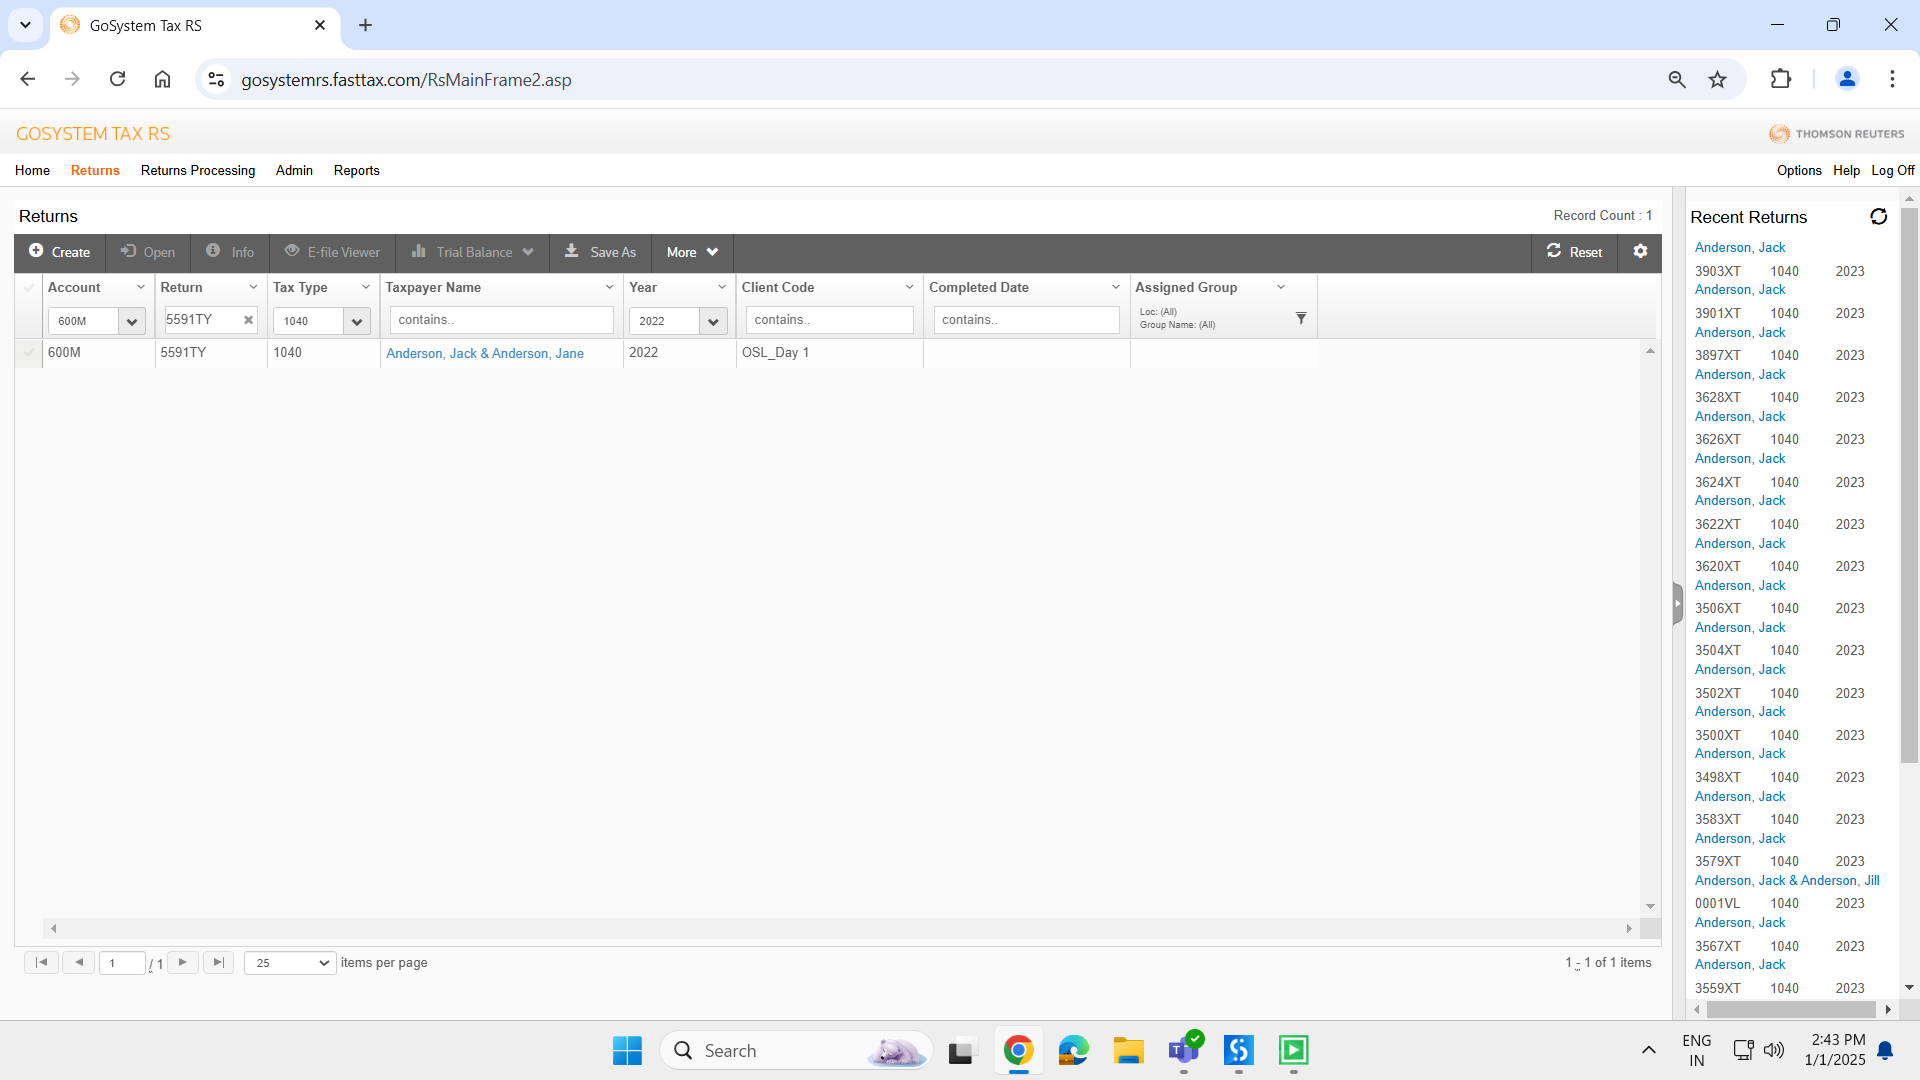 GoSystem Tax RS
gosystemrs.fasttax.com/RsMainFrame2.asp
GOSYSTEM TAX RS
THOMSON REUTERS
Home Returns Returns Processing Admin Reports
Options Help Log Off
Returns
Record Count : 1
Create Open Info E-file Viewer Trial Balance Save As More Reset
Account Return Tax Type Taxpayer Name Year Client Code Completed Date Assigned Group
600M 5591TY 1040 contains.. 2022 contains.. contains.. Loc: (All)
Group Name: (All)
600M 5591TY 1040 Anderson, Jack & Anderson, Jane 2022 OSL_Day 1
1 / 1 25 items per page
1 - 1 of 1 items
Recent Returns
Anderson, Jack
3903XT 1040 2023
Anderson, Jack
3901XT 1040 2023
Anderson, Jack
3897XT 1040 2023
Anderson, Jack
3628XT 1040 2023
Anderson, Jack
3626XT 1040 2023
Anderson, Jack
3624XT 1040 2023
Anderson, Jack
3622XT 1040 2023
Anderson, Jack
3620XT 1040 2023
Anderson, Jack
3506XT 1040 2023
Anderson, Jack
3504XT 1040 2023
Anderson, Jack
3502XT 1040 2023
Anderson, Jack
3500XT 1040 2023
Anderson, Jack
3498XT 1040 2023
Anderson, Jack
3583XT 1040 2023
Anderson, Jack
3579XT 1040 2023
Anderson, Jack & Anderson, Jill
0001VL 1040 2023
Anderson, Jack
3567XT 1040 2023
Anderson, Jack
3559XT 1040 2023
Search
ENG
IN
2:43 PM
1/1/2025